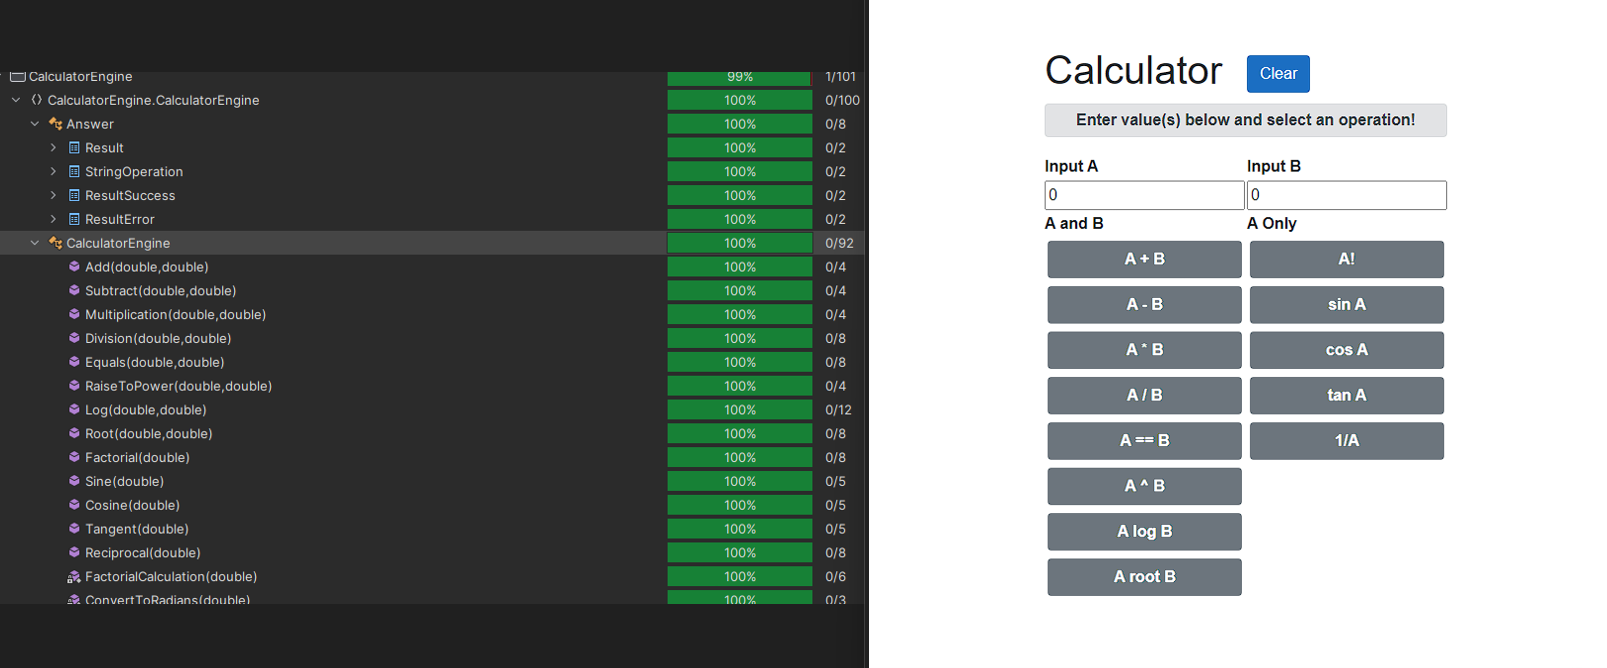 CalculatorEngine 99% 1/101
CalculatorEngine.CalculatorEngine 100% 0/100
Answer 100% 0/8
Result 100% 0/2
StringOperation 100% 0/2
ResultSuccess 100% 0/2
ResultError 100% 0/2
CalculatorEngine 100% 0/92
Add(double,double) 100% 0/4
Subtract(double,double) 100% 0/4
Multiplication(double,double) 100% 0/4
Division(double,double) 100% 0/8
Equals(double,double) 100% 0/8
RaiseToPower(double,double) 100% 0/4
Log(double,double) 100% 0/12
Root(double,double) 100% 0/8
Factorial(double) 100% 0/8
Sine(double) 100% 0/5
Cosine(double) 100% 0/5
Tangent(double) 100% 0/5
Reciprocal(double) 100% 0/8
FactorialCalculation(double) 100% 0/6
ConvertToRadians(double) 100% 0/3
Calculator Clear
Enter value(s) below and select an operation!
Input A Input B
0 0
A and B A Only
A + B A!
A - B sin A
A * B cos A
A / B tan A
A == B 1/A
A ^ B
A log B
A root B